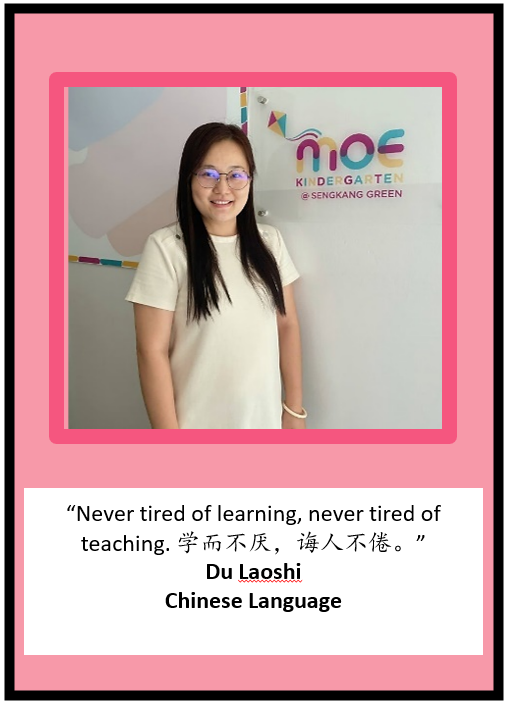 MOE
KINDERGARTEN
@ SENGKANG GREEN
“Never tired of learning, never tired of
teaching. 学而不厌，诲人不倦。”
Du Laoshi
Chinese Language